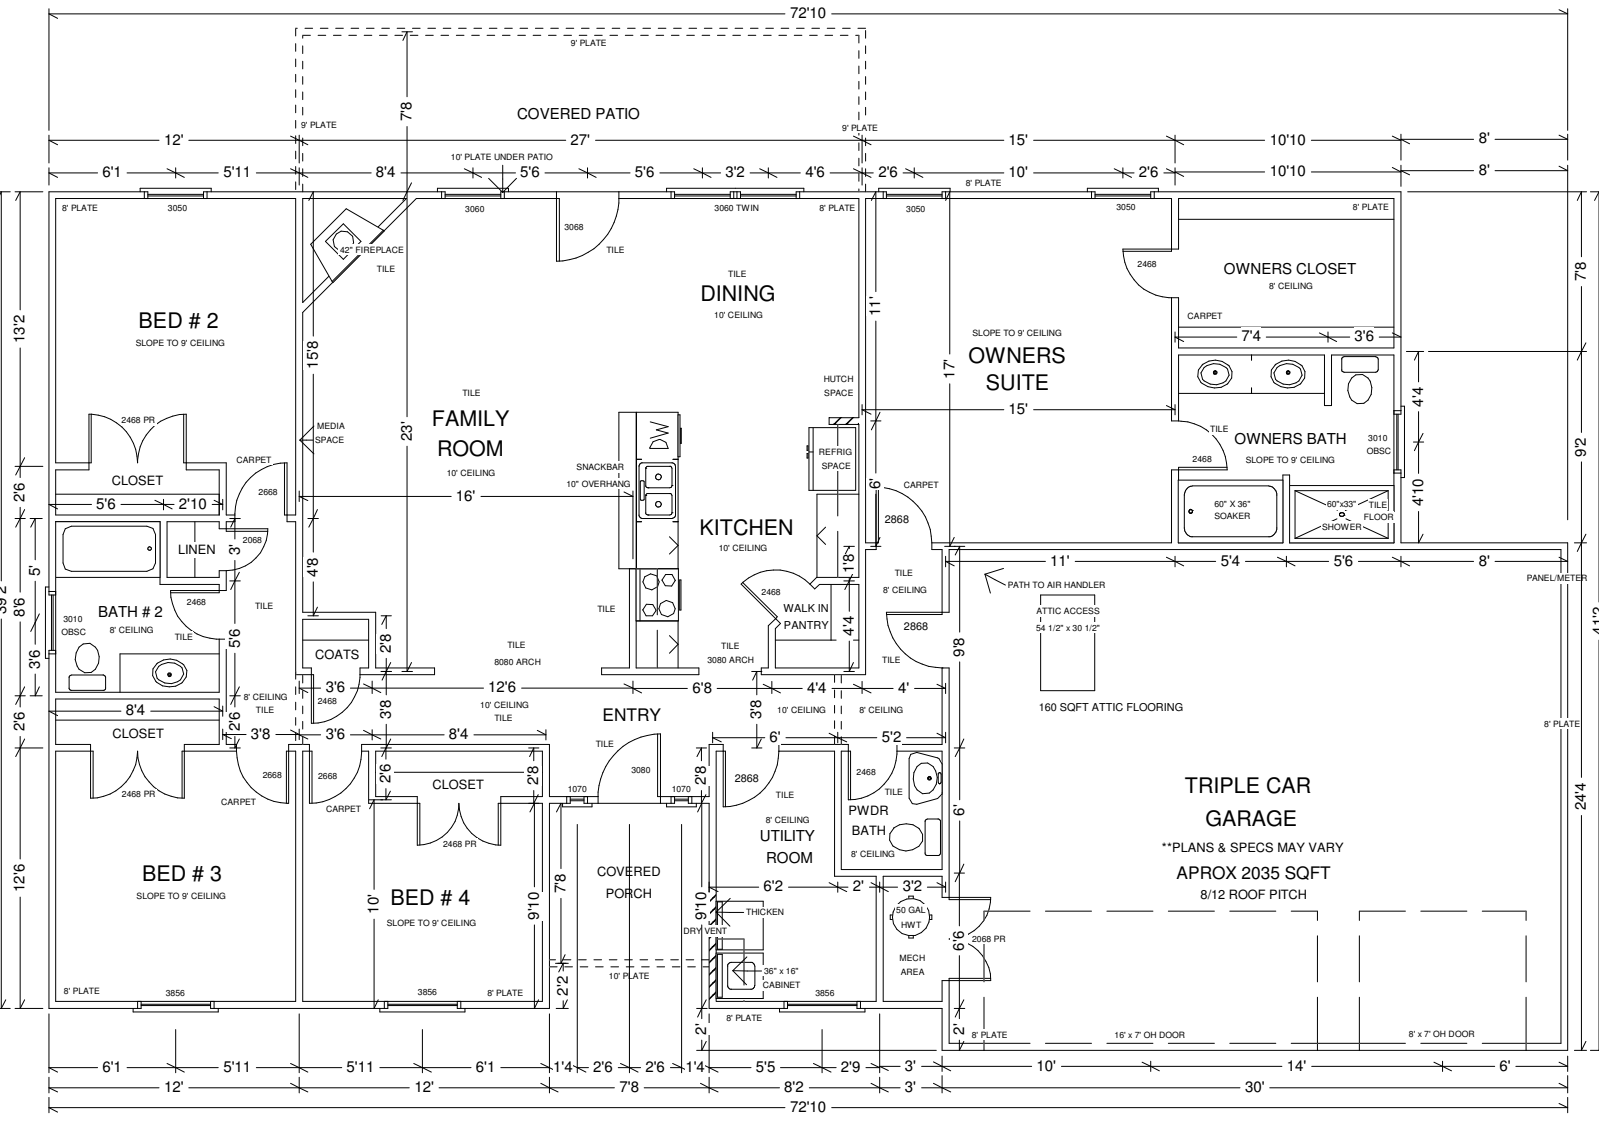 72'10
9' PLATE
7'8
COVERED PATIO
9' PLATE
9' PLATE
12'
27'
15'
10'10
8'
10' PLATE UNDER PATIO
6'1
5'11
8'4
5'6
5'6
3'2
4'6
2'6
10'
2'6
10'10
8'
8' PLATE
8' PLATE
3050
3060
3060 TWIN
8' PLATE
3050
3050
8' PLATE
3068
TILE
42" FIREPLACE
TILE
2468
OWNERS CLOSET
8' CEILING
7'8
TILE
DINING
10' CEILING
11'
13'2
BED # 2
SLOPE TO 9' CEILING
CARPET
7'4
3'6
15'8
SLOPE TO 9' CEILING
OWNERS
SUITE
17'
HUTCH
SPACE
TILE
FAMILY
ROOM
10' CEILING
23'
15'
4'4
2468 PR
MEDIA
SPACE
DW
TILE
OWNERS BATH
SLOPE TO 9' CEILING
3010
OBSC
9'2
2468
REFRIG
SPACE
SNACKBAR
10" OVERHANG
CARPET
CLOSET
2'6
2668
16'
6'
CARPET
4'10
5'6
2'10
60" X 36"
SOAKER
60"x33"
SHOWER
TILE
FLOOR
2868
KITCHEN
10' CEILING
LINEN
2068
3'
5'
4'8
1'8
11'
5'4
5'6
8'
TILE
8' CEILING
PATH TO AIR HANDLER
PANEL/METER
39'2
8'6
2468
BATH # 2
8' CEILING
3010
OBSC
TILE
TILE
TILE
2468
WALK IN
PANTRY
ATTIC ACCESS
54 1/2" x 30 1/2"
41'2
2868
3'6
5'6
2'8
COATS
TILE
8080 ARCH
TILE
3080 ARCH
4'4
TILE
9'8
3'6
12'6
6'8
4'4
4'
8' CEILING
TILE
2468
2'6
8'4
2'6
3'8
10' CEILING
TILE
ENTRY
3'8
10' CEILING
8' CEILING
160 SQFT ATTIC FLOORING
8' PLATE
CLOSET
3'8
3'6
8'4
TILE
6'
5'2
2668
2668
2'6
2'8
3080
2'8
2868
2468
2468 PR
CARPET
CARPET
CLOSET
1070
1070
TILE
TILE
TRIPLE CAR
GARAGE
**PLANS & SPECS MAY VARY
APROX 2035 SQFT
8/12 ROOF PITCH
24'4
PWDR
BATH
8' CEILING
6'
8' CEILING
UTILITY
ROOM
2468 PR
BED # 3
SLOPE TO 9' CEILING
12'6
10'
BED # 4
SLOPE TO 9' CEILING
9'10
7'8
COVERED
PORCH
9'10
6'2
2'
3'2
THICKEN
DRY VENT
50 GAL
HWT
6'6
2068 PR
MECH
AREA
36" x 16"
CABINET
10' PLATE
2'2
8' PLATE
3856
3856
8' PLATE
3856
8' PLATE
2'
2'
8' PLATE
16' x 7' OH DOOR
8' x 7' OH DOOR
6'1
5'11
5'11
6'1
1'4
2'6
2'6
1'4
5'5
2'9
3'
10'
14'
6'
12'
12'
7'8
8'2
3'
30'
72'10